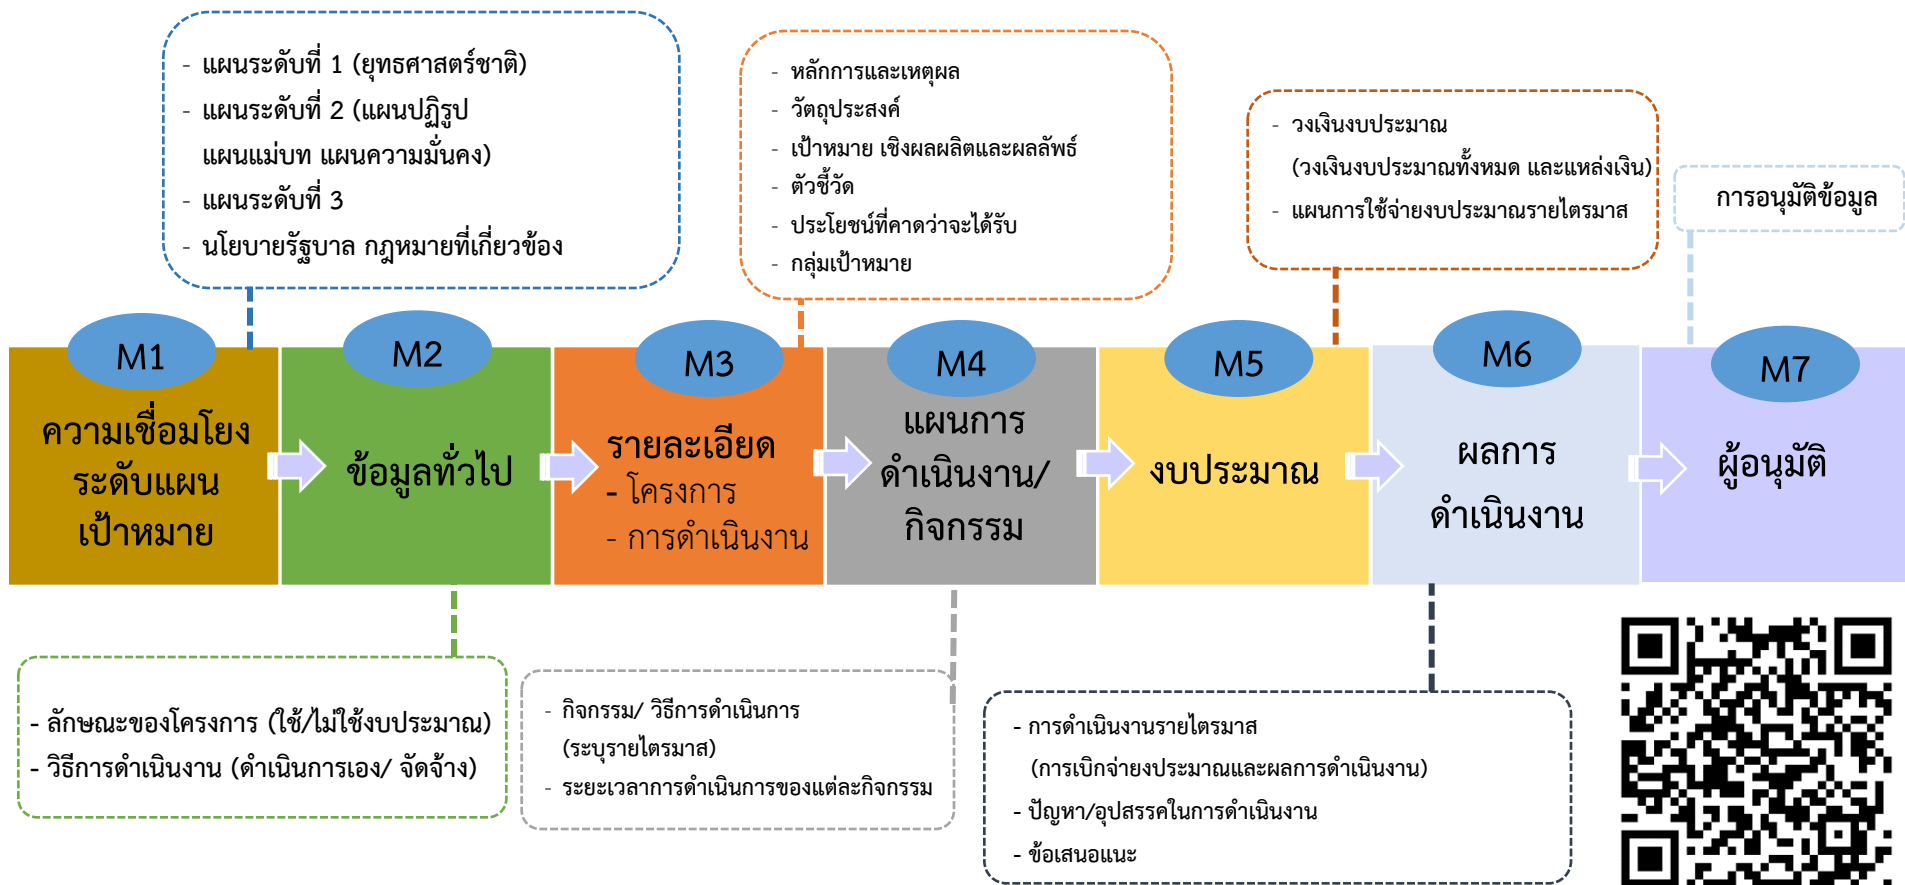 - แผนระดับที่ 1 (ยุทธศาสตร์ชาติ)
- แผนระดับที่ 2 (แผนปฏิรูป
แผนแม่บท แผนความมั่นคง)
- แผนระดับที่ 3
- นโยบายรัฐบาล กฎหมายที่เกี่ยวข้อง
- หลักการและเหตุผล
- วัตถุประสงค์
- เป้าหมาย เชิงผลผลิตและผลลัพธ์
- ตัวชี้วัด
- ประโยชน์ที่คาดว่าจะได้รับ
- กลุ่มเป้าหมาย
- วงเงินงบประมาณ
(วงเงินงบประมาณทั้งหมด และแหล่งเงิน)
- แผนการใช้จ่ายงบประมาณรายไตรมาส
การอนุมัติข้อมูล
M1
ความเชื่อมโยง
ระดับแผน
เป้าหมาย
M2
ข้อมูลทั่วไป
M3
รายละเอียด
- โครงการ
- การดำเนินงาน
M4
แผนการ
ดำเนินงาน/
กิจกรรม
M5
งบประมาณ
M6
ผลการ
ดำเนินงาน
M7
ผู้อนุมัติ
- ลักษณะของโครงการ (ใช้/ไม่ใช้งบประมาณ)
- วิธีการดำเนินงาน (ดำเนินการเอง/ จัดจ้าง)
- กิจกรรม/ วิธีการดำเนินการ
(ระบุรายไตรมาส)
- ระยะเวลาการดำเนินการของแต่ละกิจกรรม
- การดำเนินงานรายไตรมาส
(การเบิกจ่ายงประมาณและผลการดำเนินงาน)
- ปัญหา/อุปสรรคในการดำเนินงาน
- ข้อเสนอแนะ